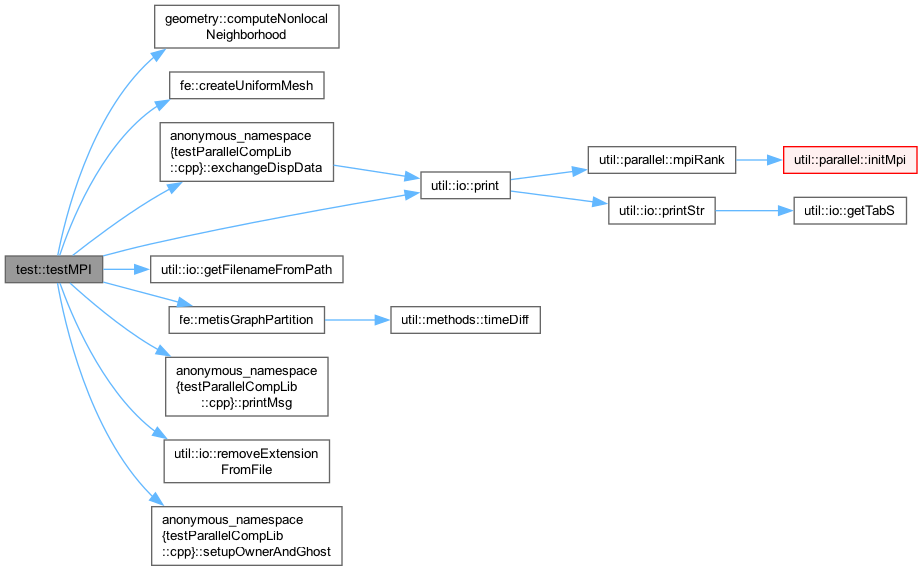 geometry::computeNonlocal
Neighborhood
fe::createUniformMesh
anonymous_namespace
{testParallelCompLib
::cpp}::exchangeDispData
util::io::print
util::parallel::mpiRank
util::parallel::initMpi
util::io::printStr
util::io::getTabS
test::testMPI
util::io::getFilenameFromPath
fe::metisGraphPartition
util::methods::timeDiff
anonymous_namespace
{testParallelCompLib
::cpp}::printMsg
util::io::removeExtension
FromFile
anonymous_namespace
{testParallelCompLib
::cpp}::setupOwnerAndGhost